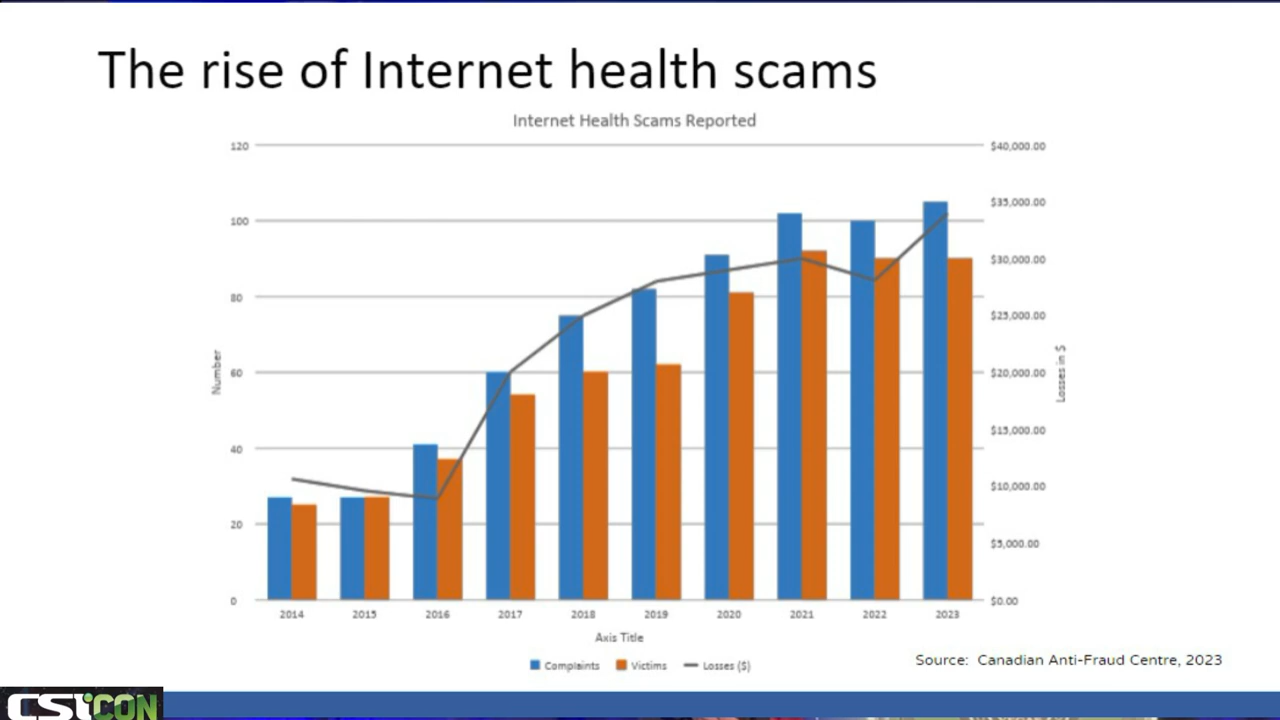 The rise of Internet health scams
Internet Health Scams Reported
120
100
80
60
40
20
0
Number
$40,000.00
$35,000.00
$30,000.00
$25,000.00
$20,000.00
$15,000.00
$10,000.00
$5,000.00
$0.00
Losses in $
2014 2015 2016 2017 2018 2019 2020 2021 2022 2023
Axis Title
Complaints Victims Losses ($)
Source: Canadian Anti-Fraud Centre, 2023
CSICON